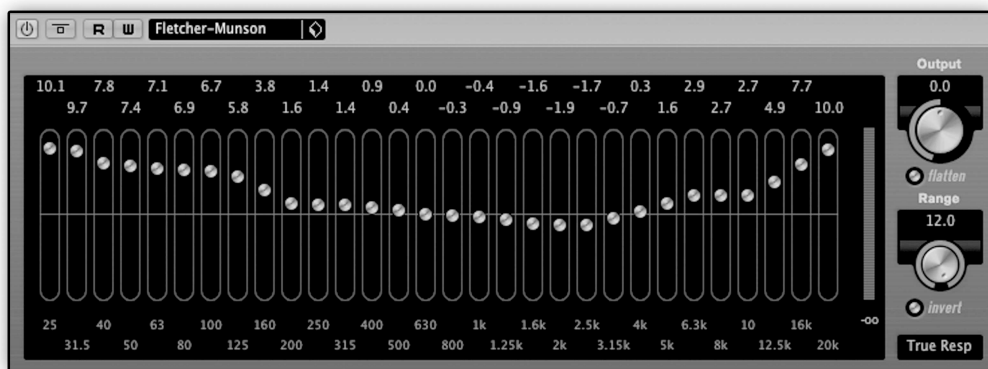 R W Fletcher-Munson
Output
10.1 7.8 7.1 6.7 3.8 1.4 0.9 0.0 -0.4 -1.6 -1.7 0.3 2.9 2.7 7.7 0.0
9.7 7.4 6.9 5.8 1.6 1.4 0.4 -0.3 -0.9 -1.9 -0.7 1.6 2.7 4.9 10.0
flatten
Range
12.0
invert
25 40 63 100 160 250 400 630 1k 1.6k 2.5k 4k 6.3k 10 16k -oo
31.5 50 80 125 200 315 500 800 1.25k 2k 3.15k 5k 8k 12.5k 20k True Resp